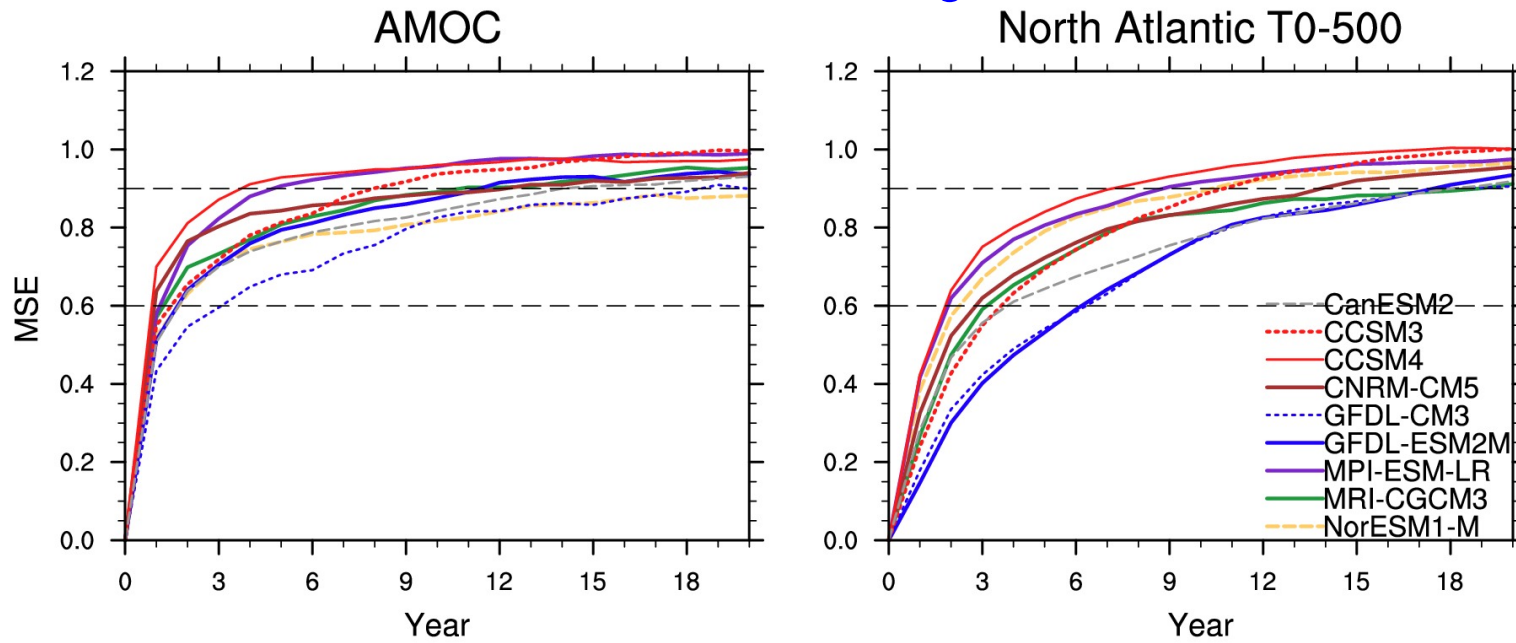 AMOC
1.2
1.0
0.8
0.6
0.4
0.2
0.0
MSE
0 3 6 9 12 15 18
Year
North Atlantic T0-500
1.2
1.0
0.8
0.6
0.4
0.2
0.0
CanESM2
CCSM3
CCSM4
CNRM-CM5
GFDL-CM3
GFDL-ESM2M
MPI-ESM-LR
MRI-CGCM3
NorESM1-M
0 3 6 9 12 15 18
Year